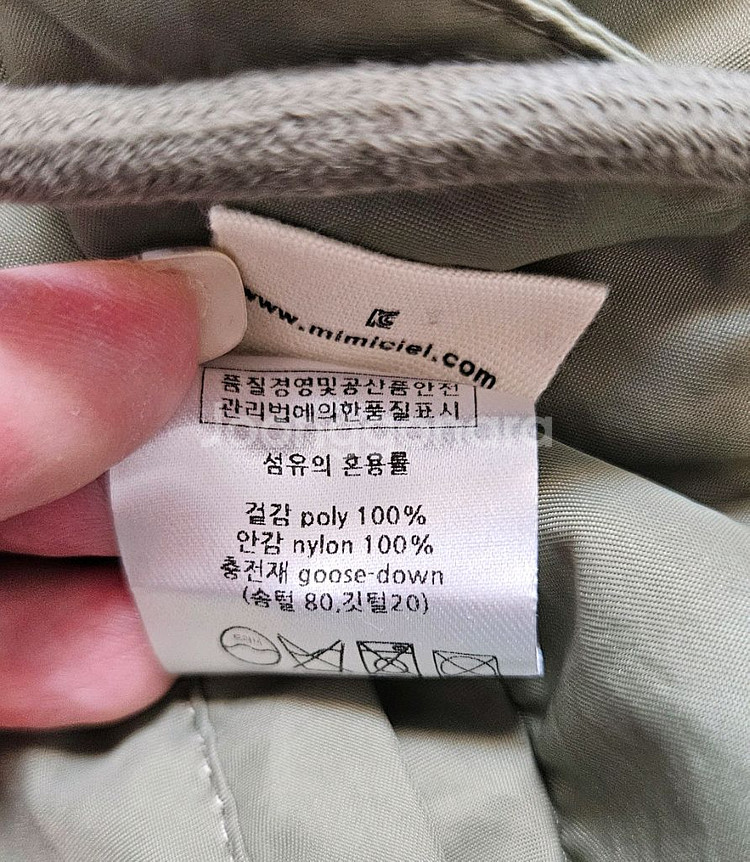 www.mimiciel.com
품질경영및공산품안전
관리법에의한품질표시
섬유의 혼용률
겉감 poly 100%
안감 nylon 100%
충전재 goose-down
(솜털 80,깃털20)